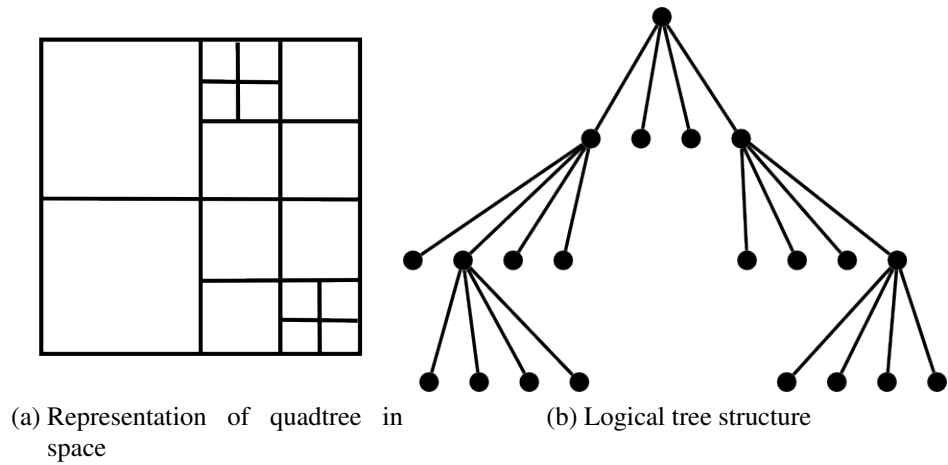 (a) Representation of quadtree in
space
(b) Logical tree structure